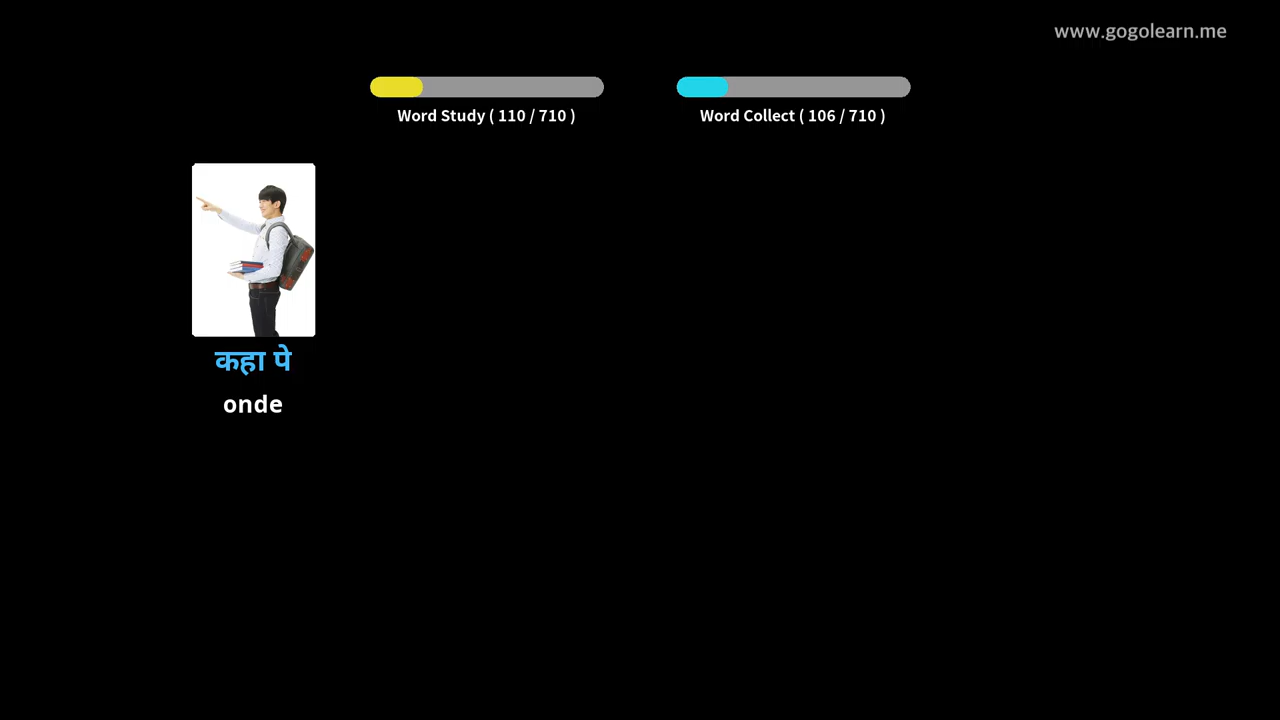 www.gogolearn.me
Word Study ( 110 / 710 )
Word Collect ( 106 / 710 )
कहा पे
onde